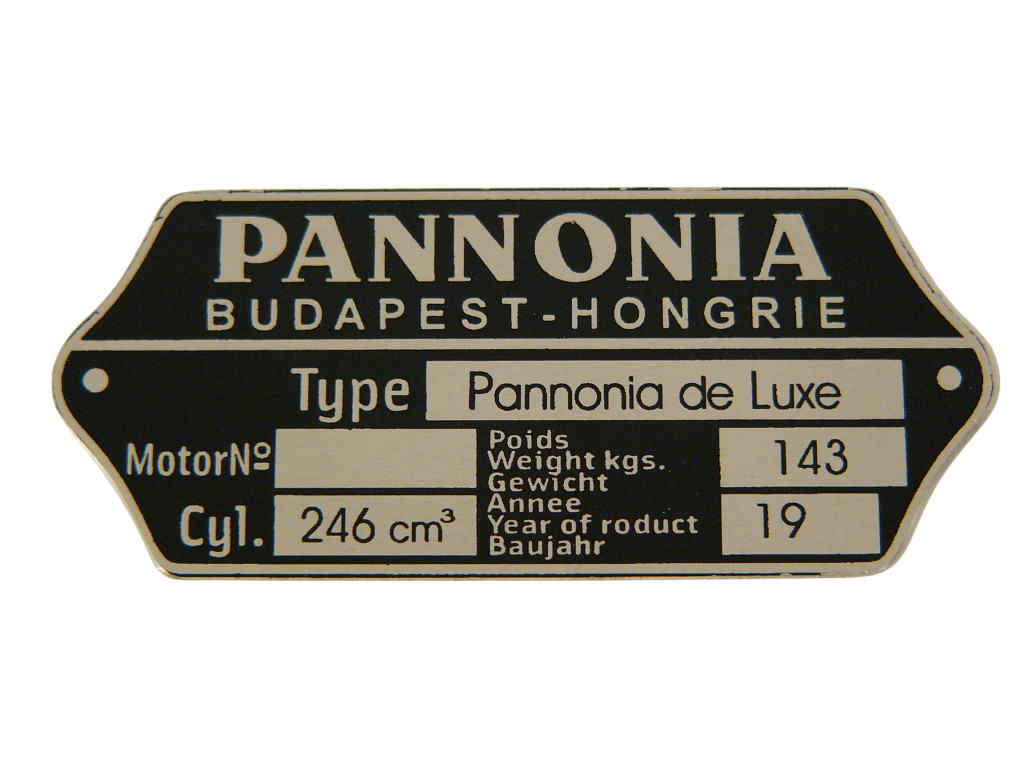 PANNONIA
BUDAPEST-HONGRIE
Type Pannonia de Luxe
MotorNº
Poids
Weight kgs. 143
Gewicht
Cyl. 246 cm³
Annee
Year of roduct 19
Baujahr